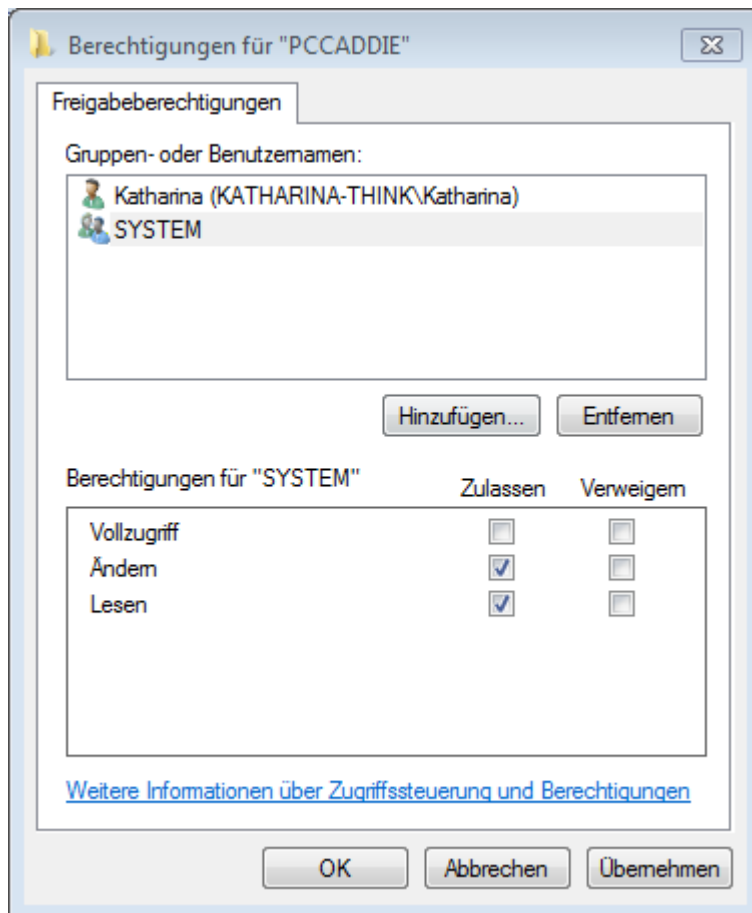 Berechtigungen für "PCCADDIE"
Freigabeberechtigungen
Gruppen- oder Benutzernamen:
Katharina (KATHARINA-THINK\Katharina)
SYSTEM
Hinzufügen... Entfernen
Berechtigungen für "SYSTEM" Zulassen Verweigern
Vollzugriff
Ändern
Lesen
Weitere Informationen über Zugriffssteuerung und Berechtigungen
OK Abbrechen Übernehmen